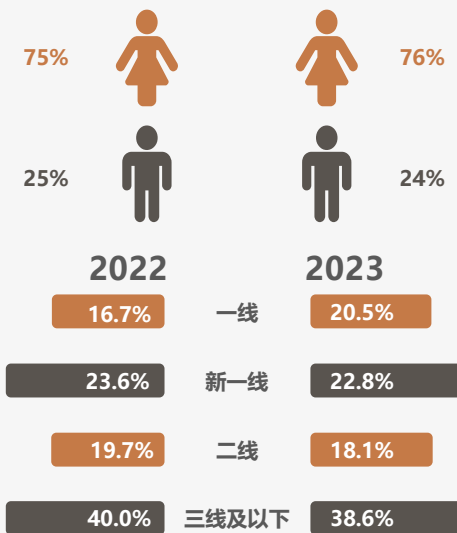 75% 76%
25% 24%
2022 2023
16.7% 一线 20.5%
23.6% 新一线 22.8%
19.7% 二线 18.1%
40.0% 三线及以下 38.6%